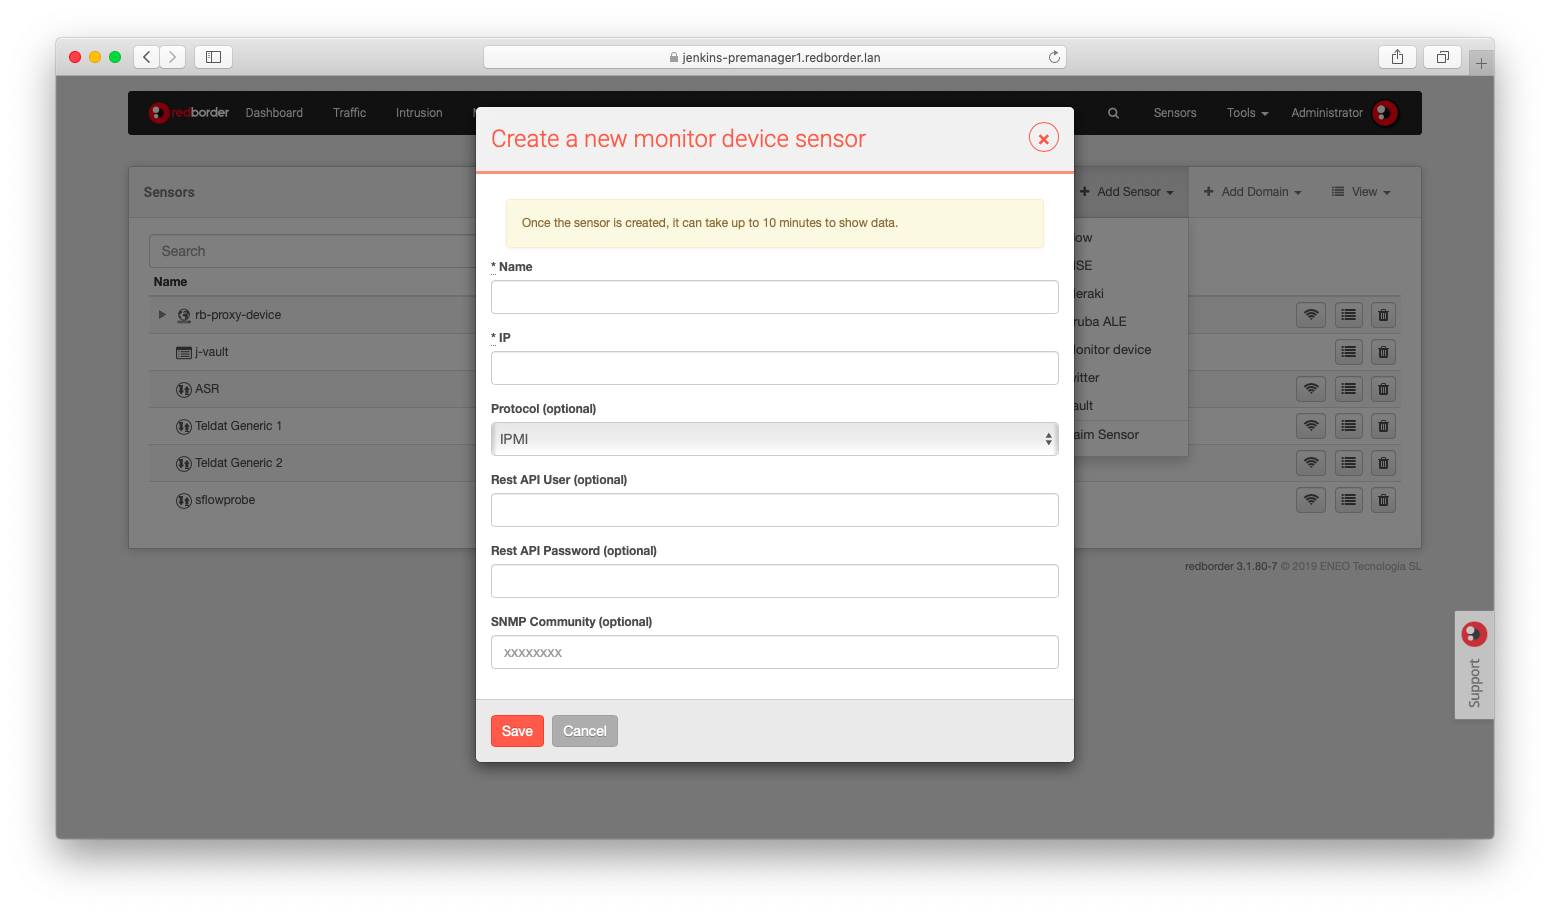 jenkins-premanager1.redborder.lan
redborder Dashboard Traffic Intrusion Sensors Tools Administrator
Create a new monitor device sensor
Sensors
Add Sensor Add Domain View
Once the sensor is created, it can take up to 10 minutes to show data.
Search
Name
rb-proxy-device
j-vault
ASR
Teldat Generic 1
Teldat Generic 2
sflowprobe
* Name
* IP
Protocol (optional)
IPMI
Rest API User (optional)
Rest API Password (optional)
SNMP Community (optional)
xxxxxxxx
Save Cancel
ow
SE
eraki
ruba ALE
onitor device
itter
ault
aim Sensor
redborder 3.1.80-7 © 2019 ENEO Tecnologia SL
Support